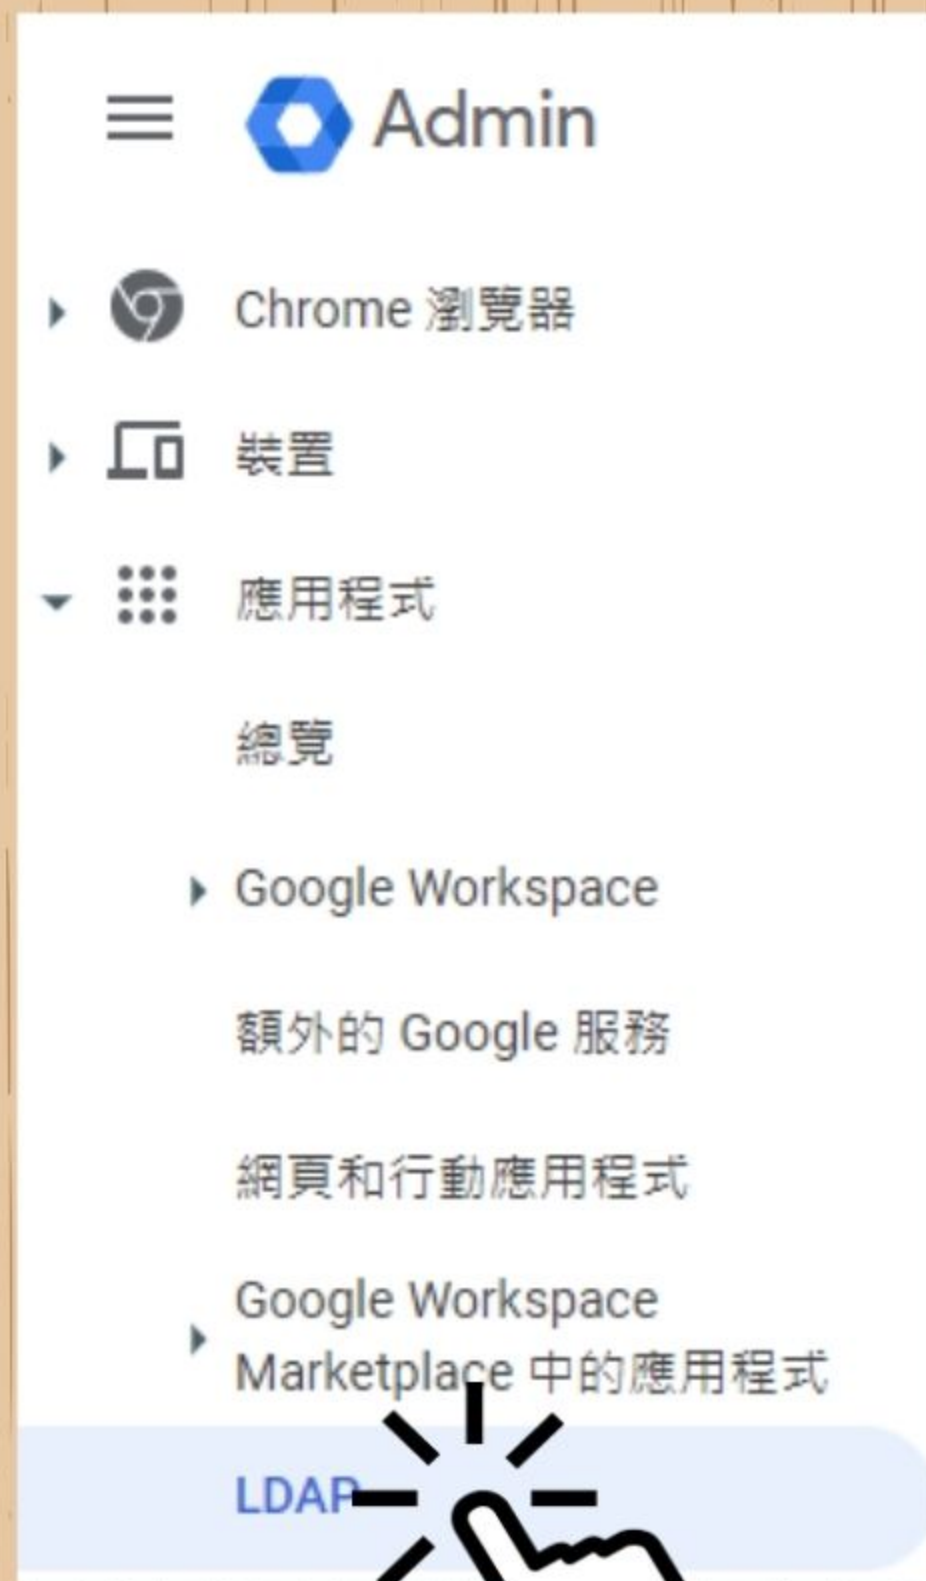 Admin
Chrome 瀏覽器
裝置
應用程式
總覽
Google Workspace
額外的 Google 服務
網頁和行動應用程式
Google Workspace
Marketplace 中的應用程式
LDAP